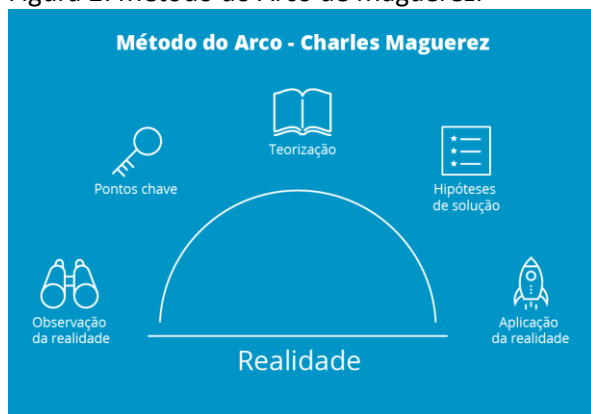 Figura 2: Método do Arco de Maguerez.
Método do Arco - Charles Maguerez
Teorização
Pontos chave
Hipóteses
de solução
Observação
da realidade
Aplicação
da realidade
Realidade